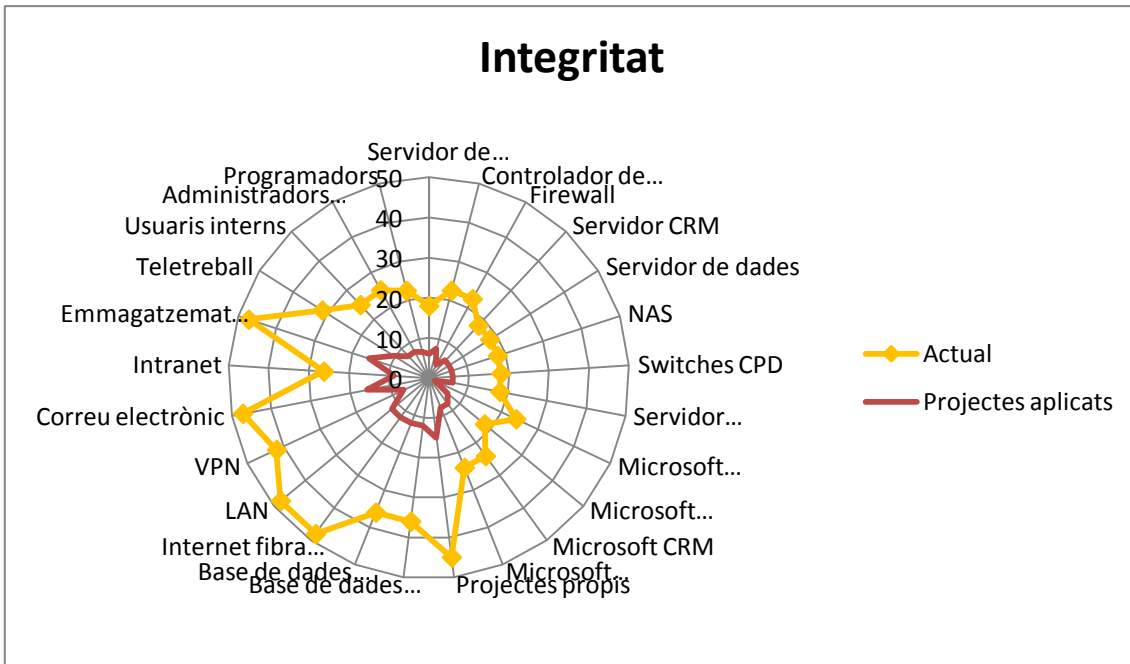 Integritat
Servidor de...
Controlador de...
Firewall
Servidor CRM
Servidor de dades
NAS
Switches CPD
Servidor...
Microsoft...
Microsoft...
Microsoft CRM
Microsoft...
Projectes propis
Base de dades...
Base de dades...
Internet fibra...
LAN
VPN
Correu electrònic
Intranet
Emmagatzemat...
Teletreball
Usuaris interns
Administradors...
Programadors
50
40
30
20
10
0
Actual
Projectes aplicats